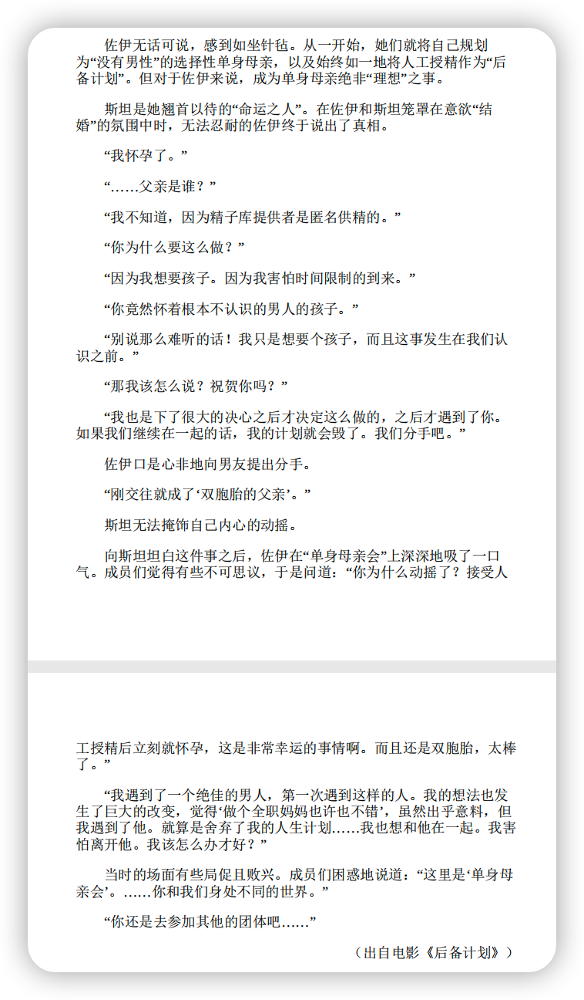 佐伊无话可说，感到如坐针毡。从一开始，她们就将自己规划
为“没有男性”的选择性单身母亲，以及始终如一地将人工授精作为“后
备计划”。但对于佐伊来说，成为单身母亲绝非“理想”之事。
斯坦是她翘首以待的“命运之人”。在佐伊和斯坦笼罩在意欲“结
婚”的氛围中时，无法忍耐的佐伊终于说出了真相。
“我怀孕了。”
“……父亲是谁？”
“我不知道，因为精子库提供者是匿名供精的。”
“你为什么要这么做？”
“因为我想要孩子。因为我害怕时间限制的到来。”
“你竟然怀着根本不认识的男人的孩子。”
“别说那么难听的话！我只是想要个孩子，而且这事发生在我们认
识之前。”
“那我该怎么说？祝贺你吗？”
“我也是下了很大的决心之后才决定这么做的，之后才遇到了你。
如果我们继续在一起的话，我的计划就会毁了。我们分手吧。”
佐伊口是心非地向男友提出分手。
“刚交往就成了‘双胞胎的父亲’。”
斯坦无法掩饰自己内心的动摇。
向斯坦坦白这件事之后，佐伊在“单身母亲会”上深深地吸了一口
气。成员们觉得有些不可思议，于是问道：“你为什么动摇了？接受人
工授精后立刻就怀孕，这是非常幸运的事情啊。而且还是双胞胎，太棒
了。”
“我遇到了一个绝佳的男人，第一次遇到这样的人。我的想法也发
生了巨大的改变，觉得‘做个全职妈妈也许也不错’，虽然出乎意料，但
我遇到了他。就算是舍弃了我的人生计划……我也想和他在一起。我害
怕离开他。我该怎么办才好？”
当时的场面有些局促且败兴。成员们困惑地说道：“这里是‘单身母
亲会’。……你和我们身处不同的世界。”
“你还是去参加其他的团体吧……”
（出自电影《后备计划》）